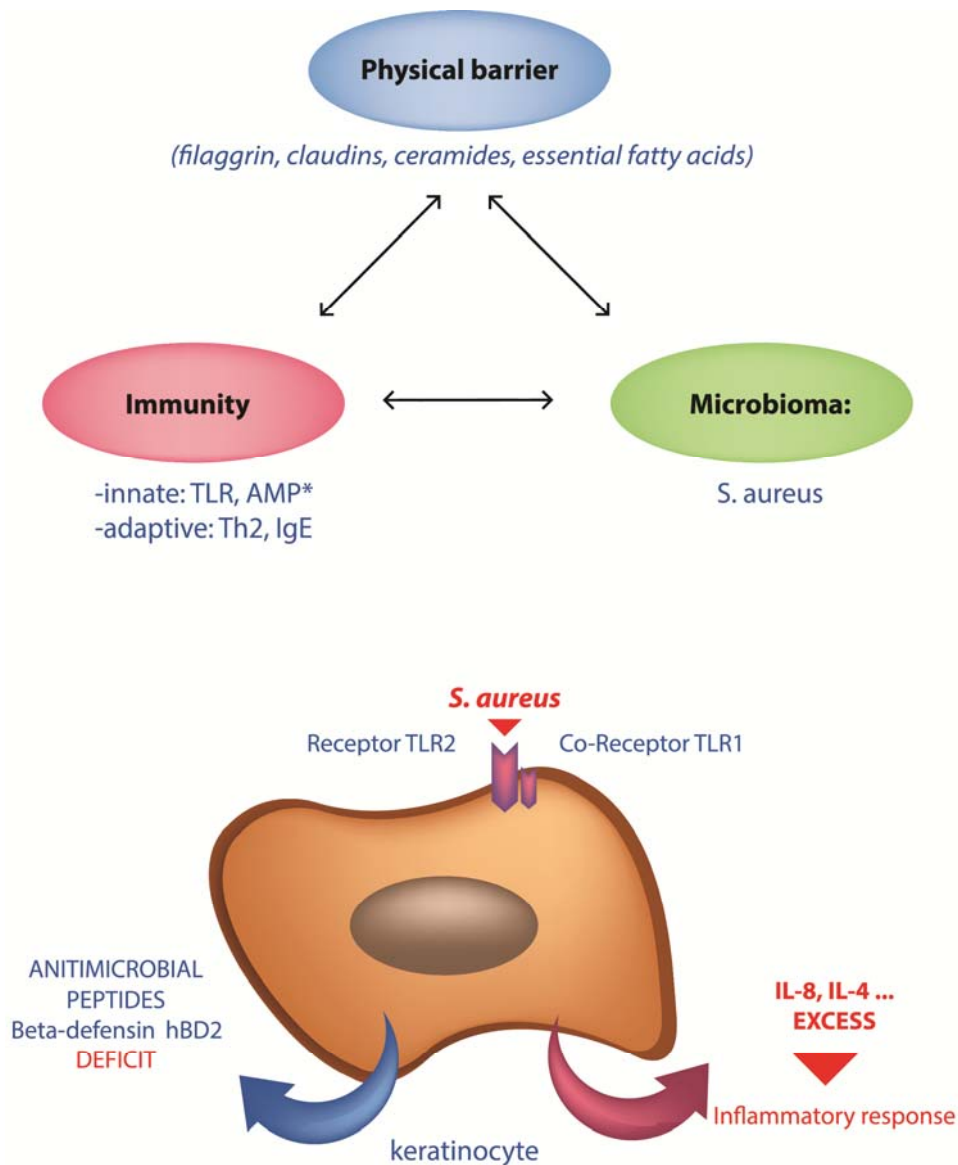 Physical barrier
(filaggrin, claudins, ceramides, essential fatty acids)
Immunity
Microbioma:
-innate: TLR, AMP*
-adaptive: Th2, IgE
S. aureus
S. aureus
Receptor TLR2
Co-Receptor TLR1
ANITIMICROBIAL
PEPTIDES
Beta-defensin hBD2
DEFICIT
IL-8, IL-4 ...
EXCESS
Inflammatory response
keratinocyte